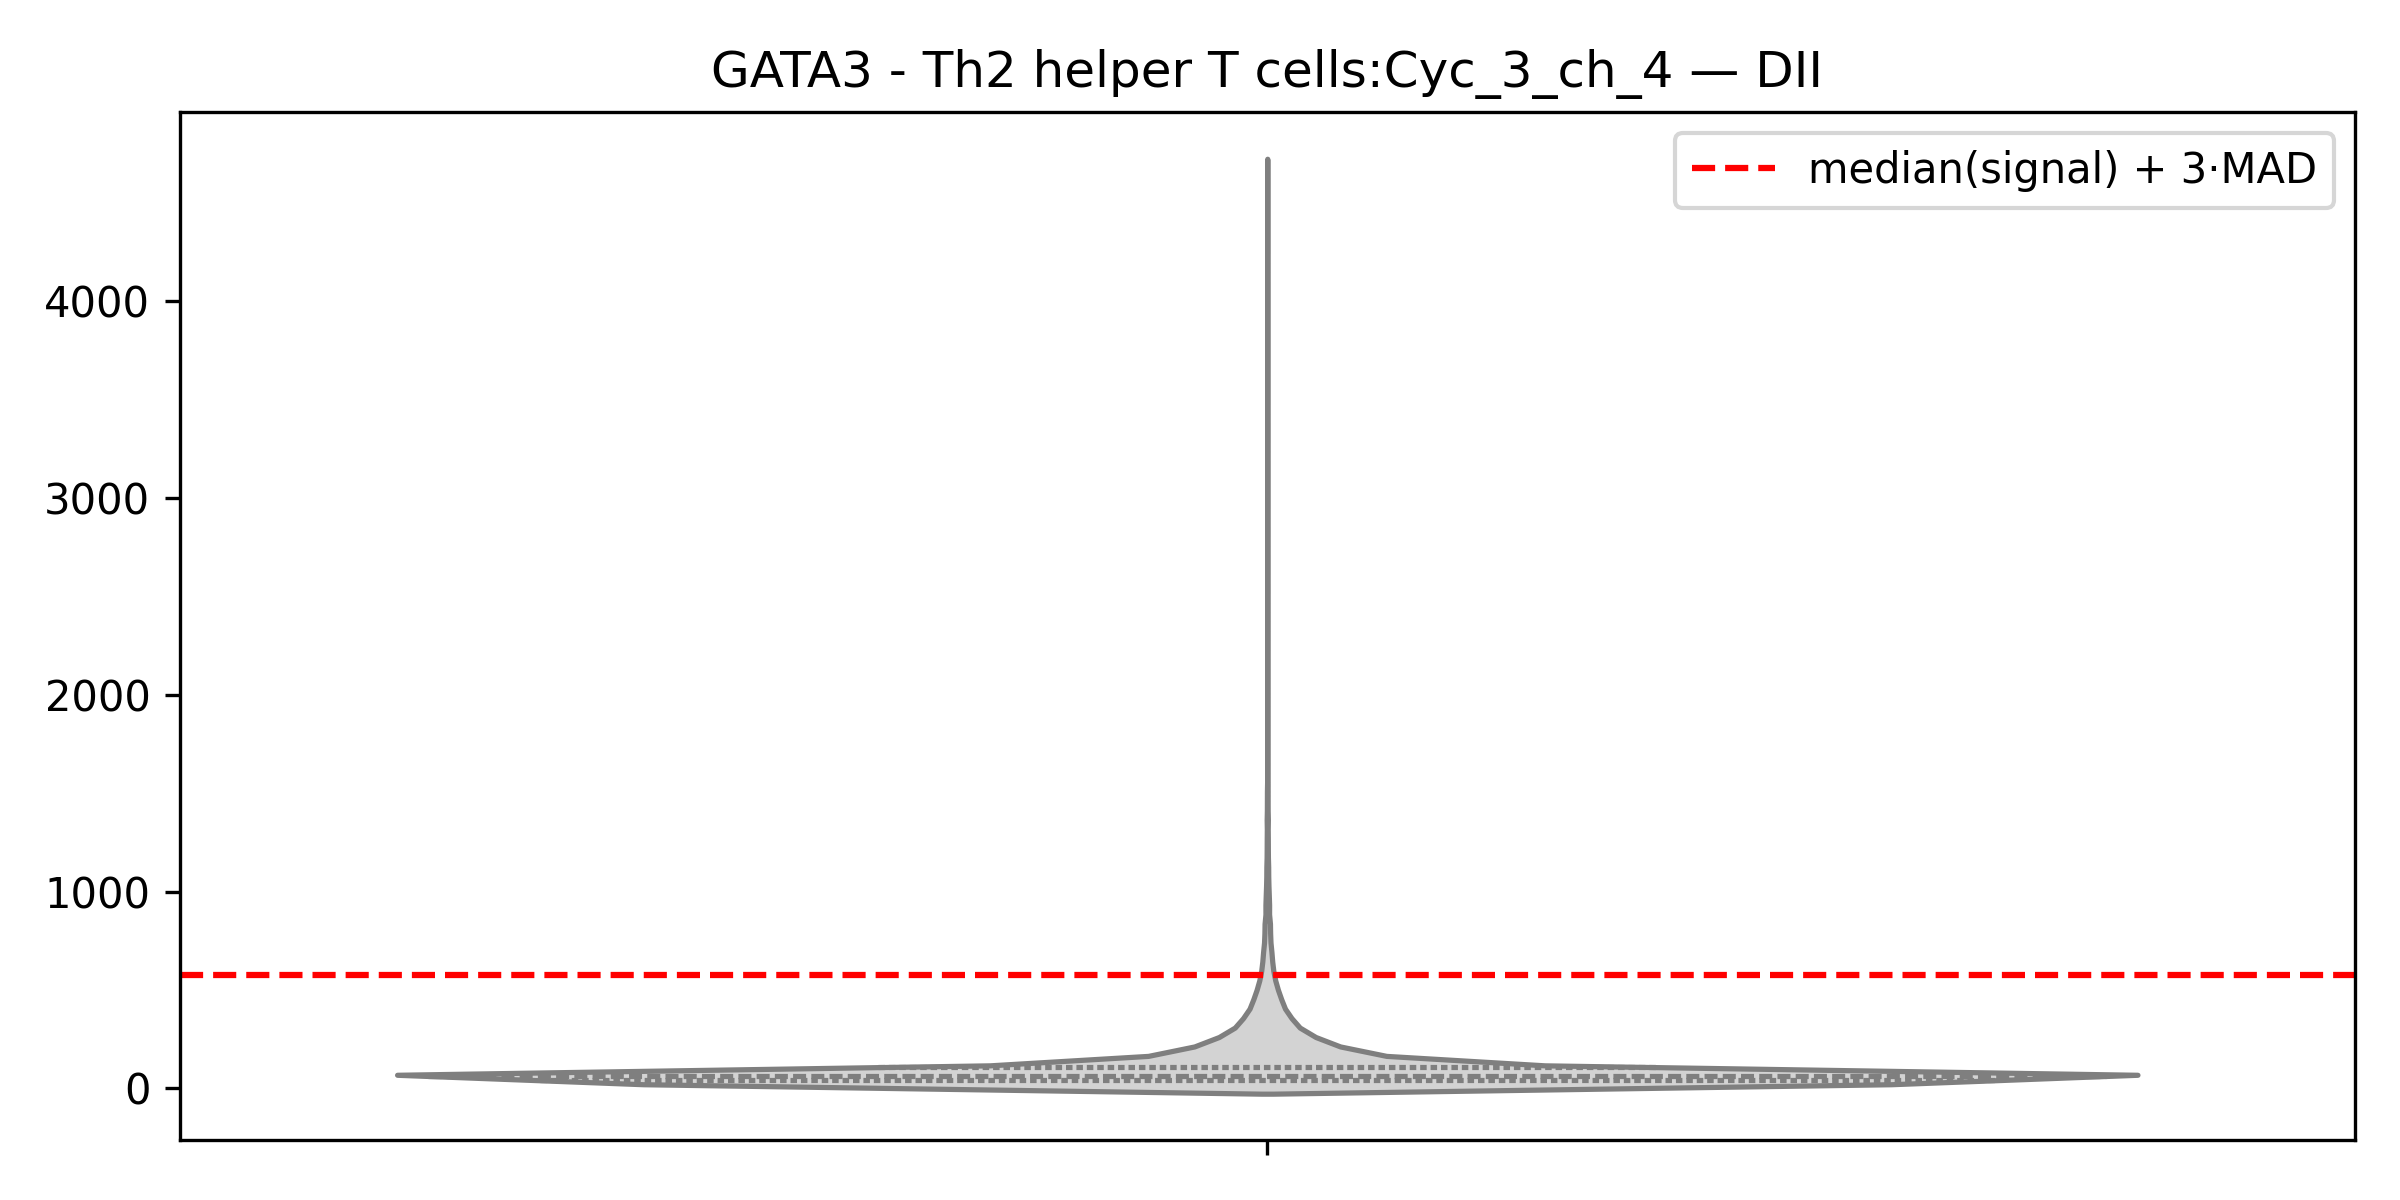 GATA3 - Th2 helper T cells:Cyc_3_ch_4 — DII
median(signal) + 3·MAD
4000
3000
2000
1000
0